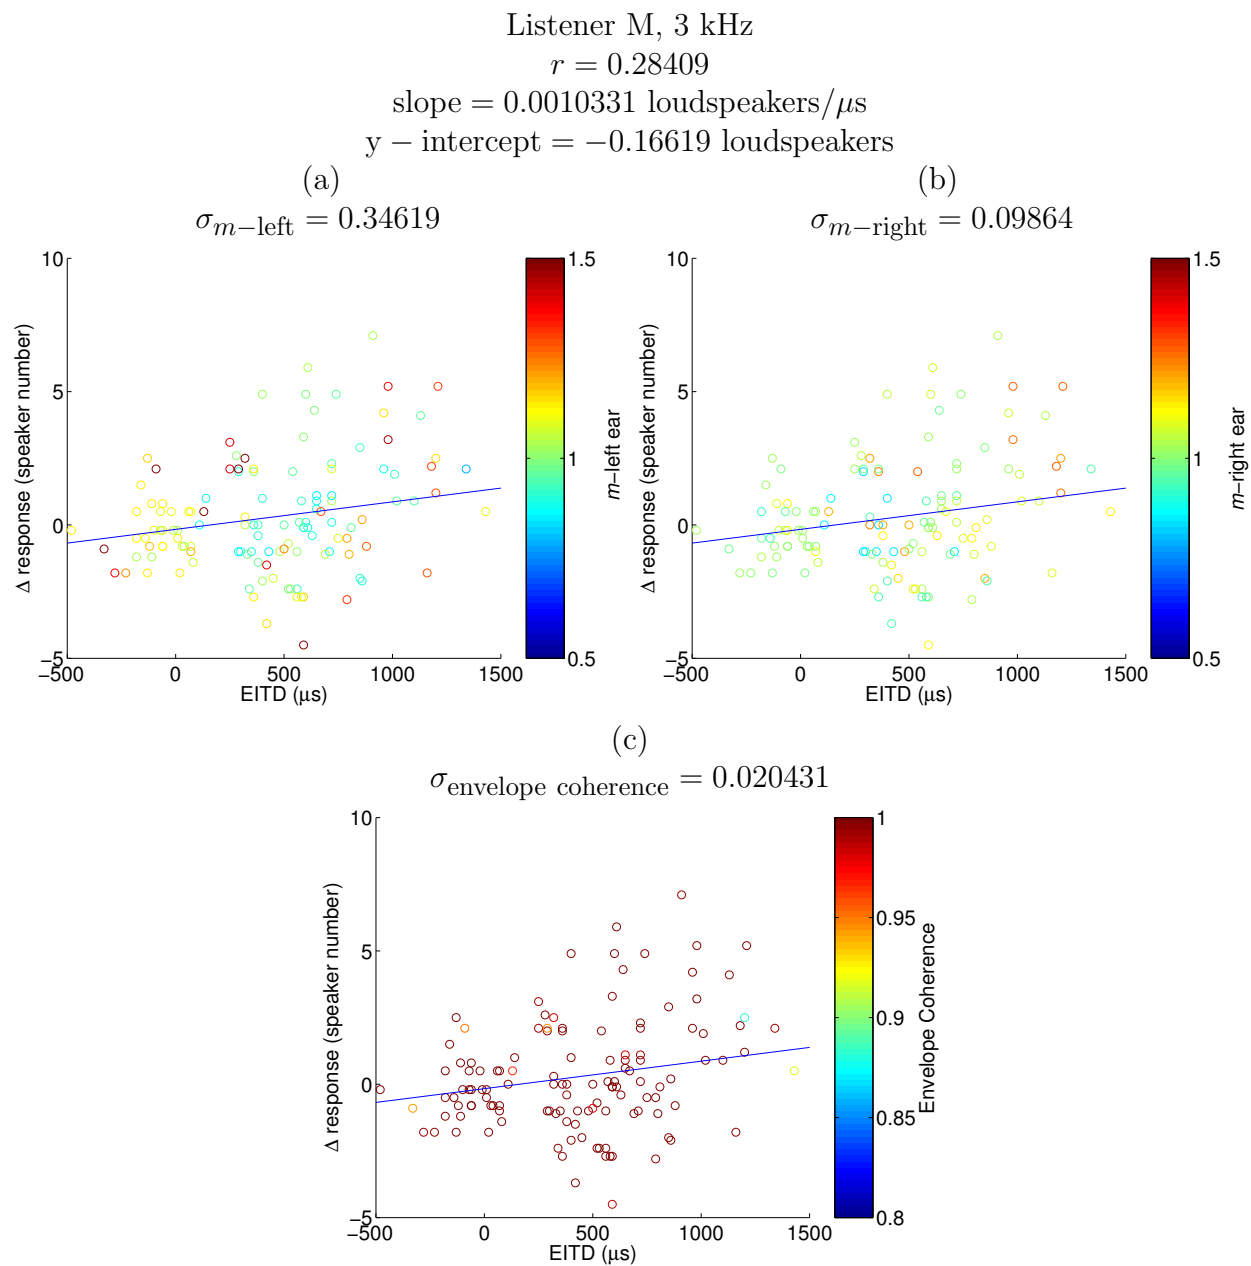 Listener M, 3 kHz
r = 0.28409
slope = 0.0010331 loudspeakers/μs
y − intercept = −0.16619 loudspeakers
(a)
σm−left = 0.34619
10
5
0
−5
−500
0
500
1000
1500
EITD (μs)
Δ response (speaker number)
1.5
1
0.5
m−left ear
(b)
σm−right = 0.09864
10
5
0
−5
−500
0
500
1000
1500
EITD (μs)
Δ response (speaker number)
1.5
1
0.5
m−right ear
(c)
σenvelope coherence = 0.020431
10
5
0
−5
−500
0
500
1000
1500
EITD (μs)
Δ response (speaker number)
1
0.95
0.9
0.85
0.8
Envelope Coherence